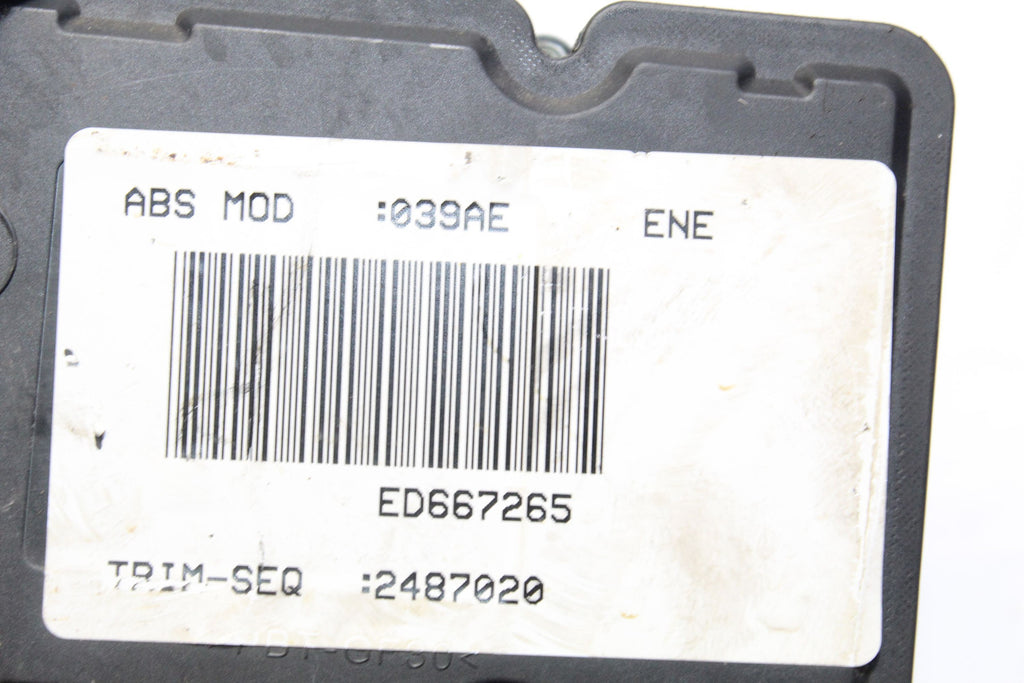 ABS MOD :039AE ENE
ED667265
TRIM-SEQ :2487020